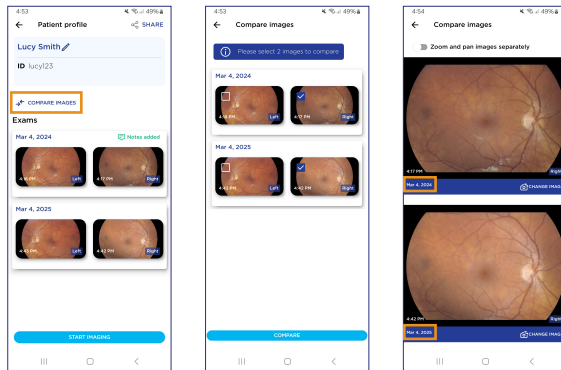 4:53
49%
Patient profile
SHARE
Lucy Smith
ID lucy123
COMPARE IMAGES
Exams
Mar 4, 2024
Notes added
4:16 PM
Left
4:17 PM
Right
Mar 4, 2025
4:43 PM
Left
4:42 PM
Right
START IMAGING
4:53
49%
Compare images
Please select 2 images to compare
Mar 4, 2024
4:16 PM
Left
4:17 PM
Right
Mar 4, 2025
4:43 PM
Left
4:42 PM
Right
COMPARE
4:54
49%
Compare images
Zoom and pan images separately
4:17 PM
Right
Mar 4, 2024
CHANGE IMAG
4:42 PM
Right
Mar 4, 2025
CHANGE IMAG